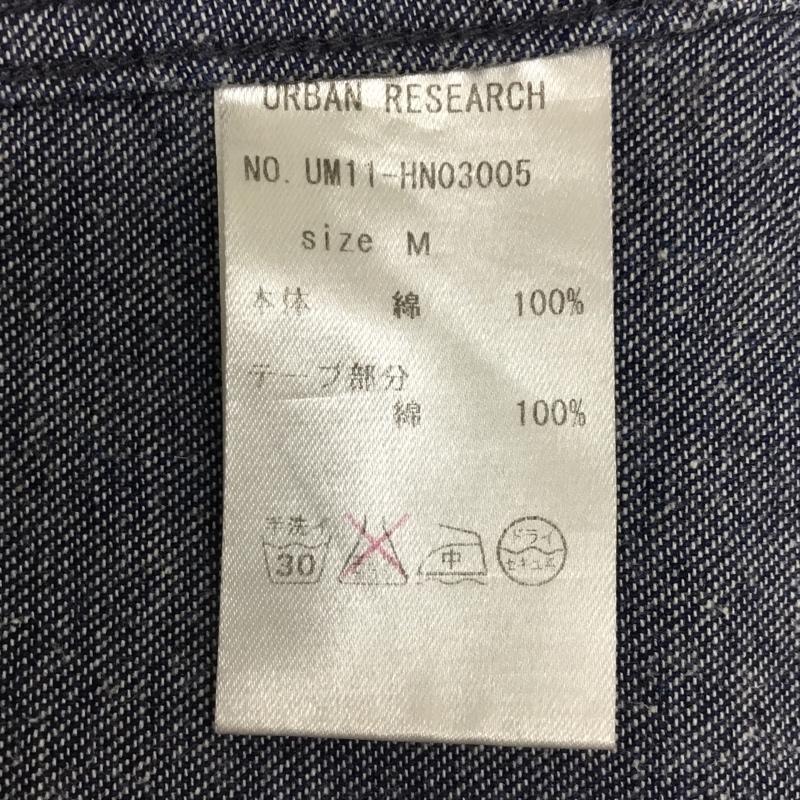 URBAN RESEARCH
NO. UM11-HN03005
size M
本体 綿 100%
テープ部分
綿 100%
手洗イ
30
中
ドライ
セキユ系